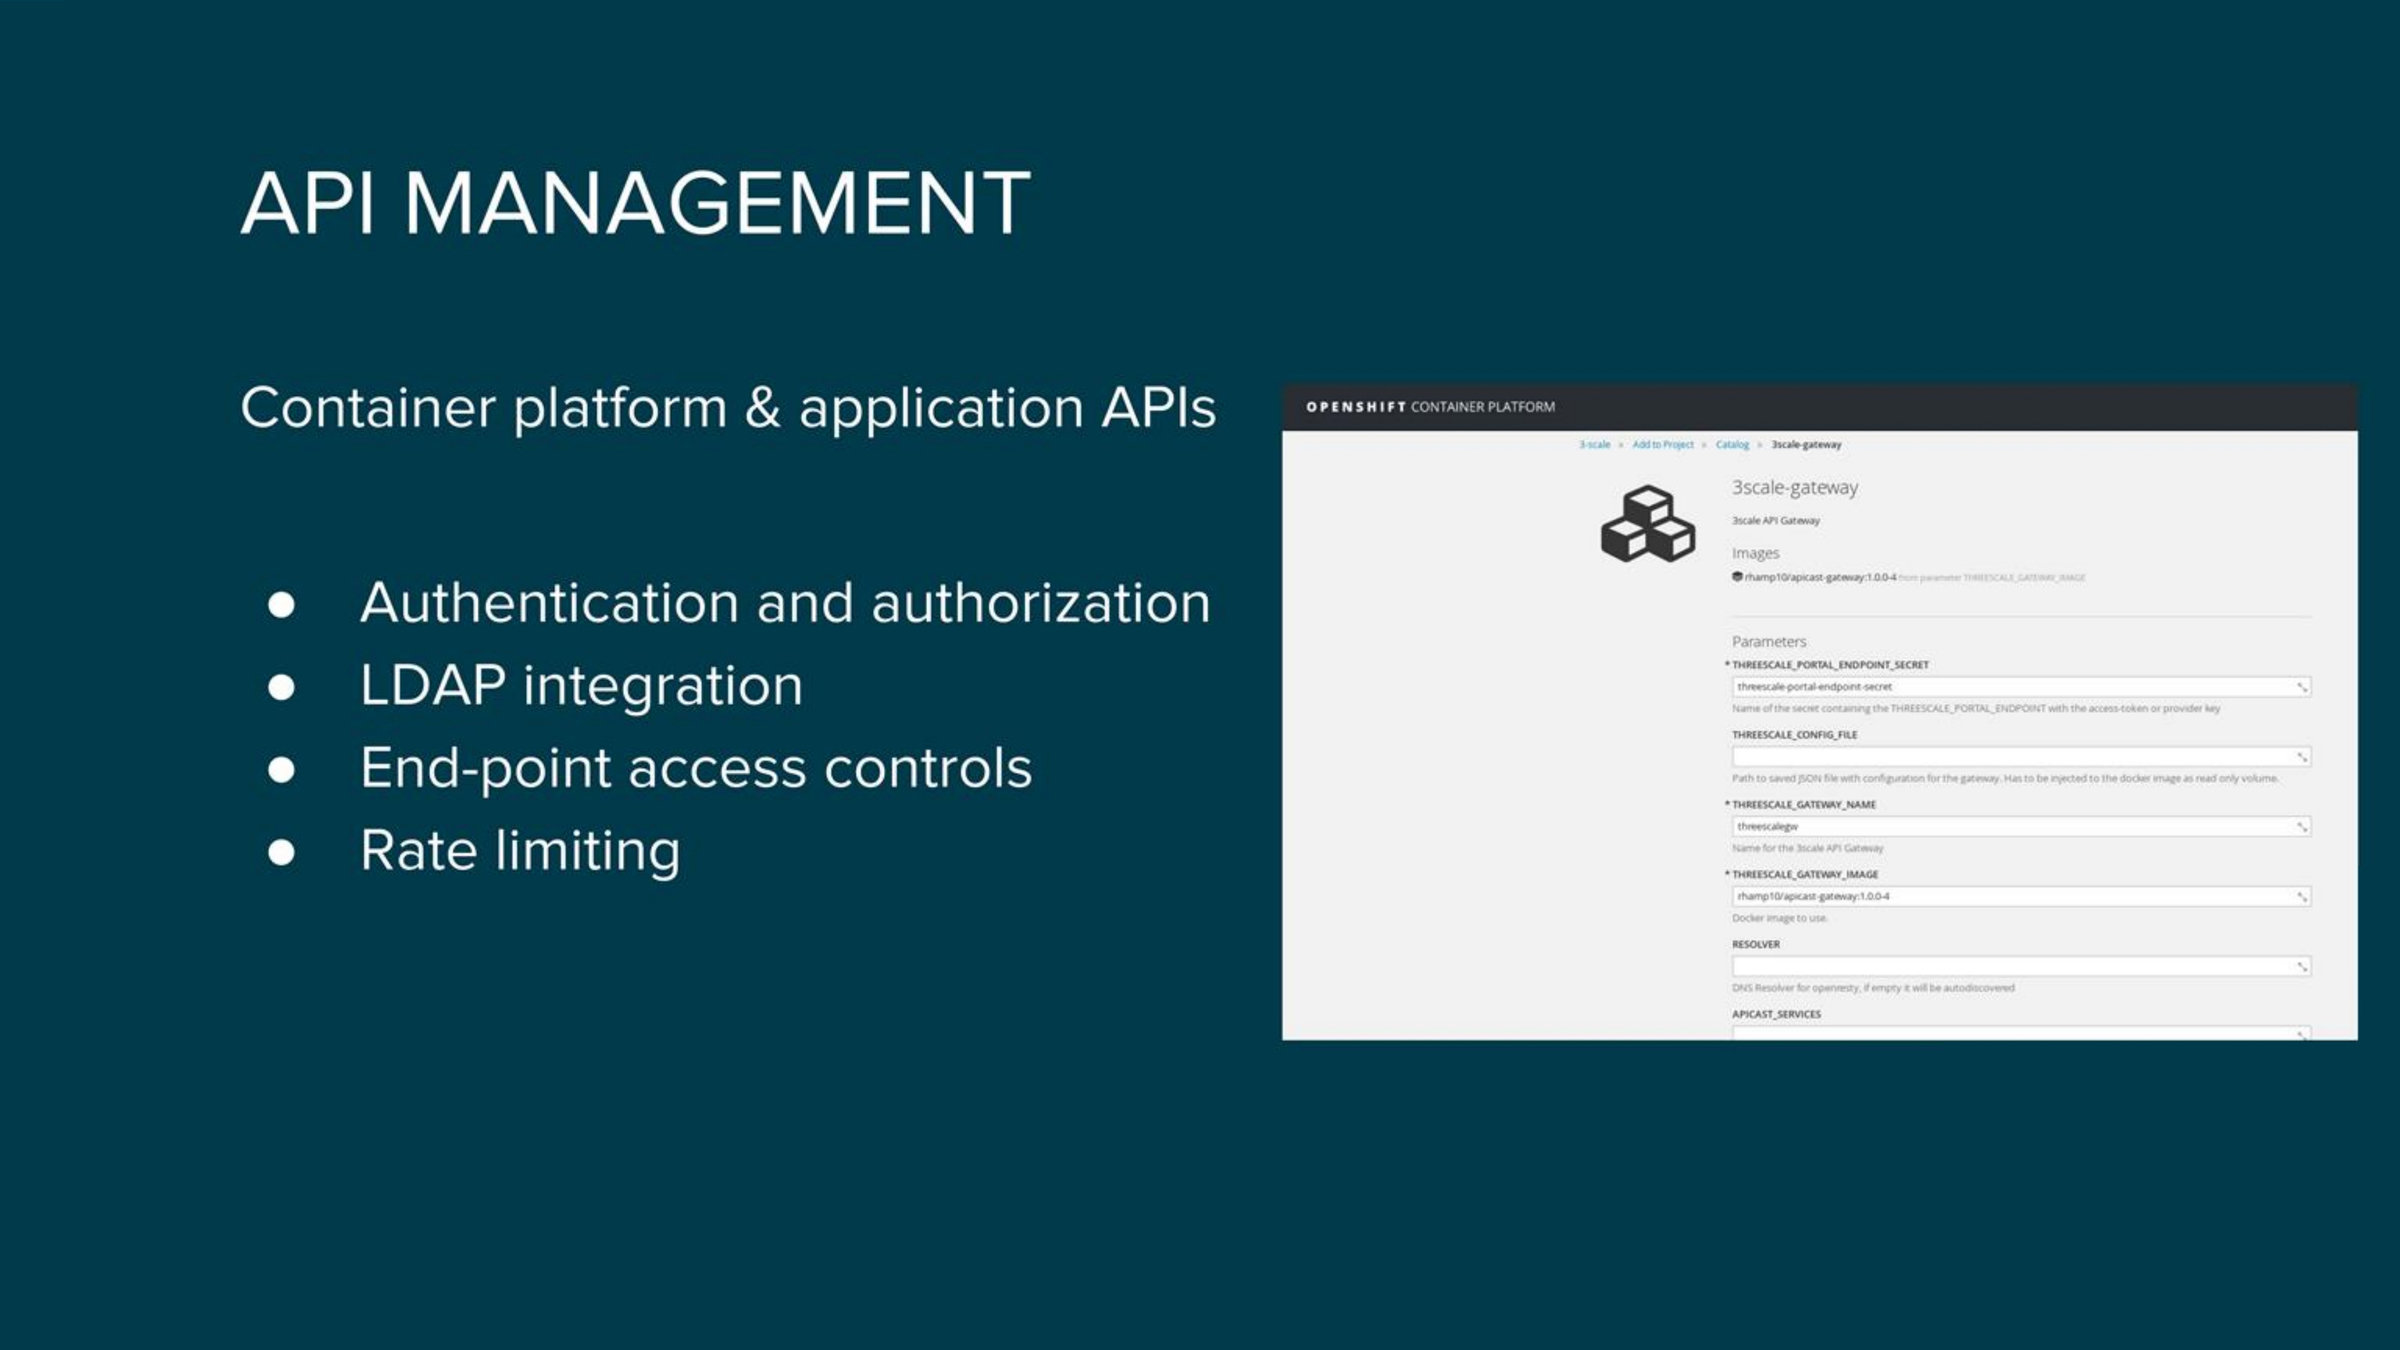 API MANAGEMENT
Container platform & application APIs
● Authentication and authorization
● LDAP integration
● End-point access controls
● Rate limiting
OPENSHIFT CONTAINER PLATFORM
3-scale » Add to Project » Catalog » 3scale-gateway
3scale-gateway
3scale API Gateway
Images
rhamp10/apicast-gateway:1.0.0-4 from parameter THREESCALE_GATEWAY_IMAGE
Parameters
* THREESCALE_PORTAL_ENDPOINT_SECRET
threescale-portal-endpoint-secret
Name of the secret containing the THREESCALE_PORTAL_ENDPOINT with the access-token or provider key
THREESCALE_CONFIG_FILE
Path to saved JSON file with configuration for the gateway. Has to be injected to the docker image as read only volume.
* THREESCALE_GATEWAY_NAME
threescalegw
Name for the 3scale API Gateway
* THREESCALE_GATEWAY_IMAGE
rhamp10/apicast-gateway:1.0.0-4
Docker image to use.
RESOLVER
DNS Resolver for openresty, if empty it will be autodiscovered
APICAST_SERVICES